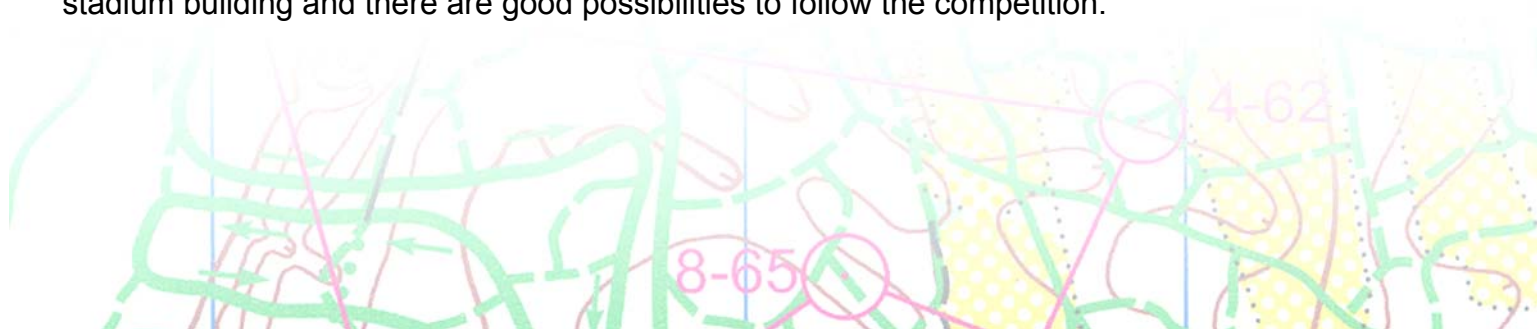 stadium building and there are good possibilities to follow the competition.
4-62
8-65